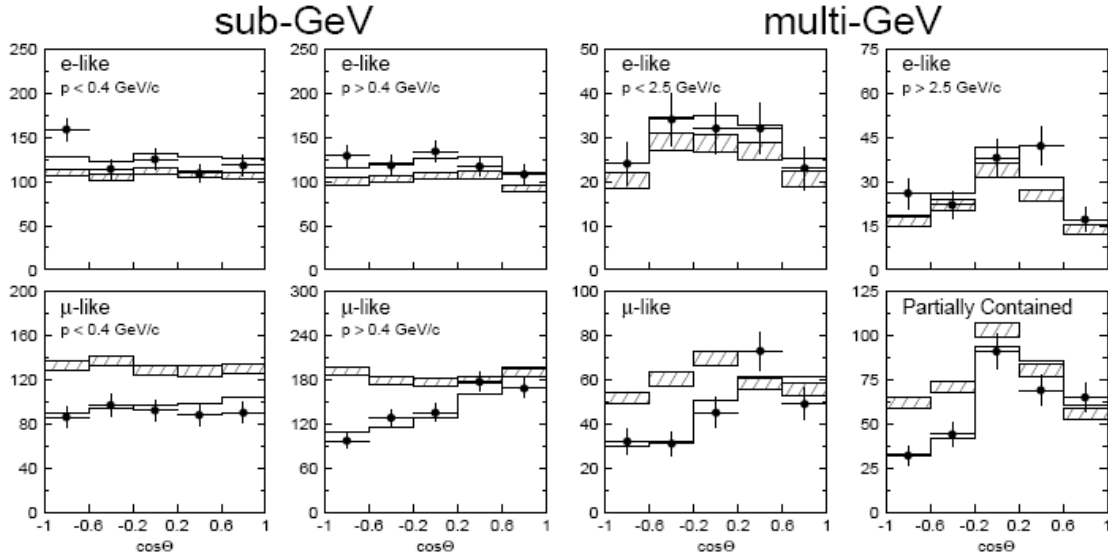 sub-GeV
multi-GeV
250
200
150
100
50
0
e-like
p < 0.4 GeV/c
250
200
150
100
50
0
e-like
p > 0.4 GeV/c
50
40
30
20
10
0
e-like
p < 2.5 GeV/c
75
60
45
30
15
0
e-like
p > 2.5 GeV/c
200
160
120
80
40
0
μ-like
p < 0.4 GeV/c
-1 -0.6 -0.2 0.2 0.6 1
cosΘ
300
240
180
120
60
0
μ-like
p > 0.4 GeV/c
-1 -0.6 -0.2 0.2 0.6 1
cosΘ
100
80
60
40
20
0
μ-like
-1 -0.6 -0.2 0.2 0.6 1
cosΘ
125
100
75
50
25
0
Partially Contained
-1 -0.6 -0.2 0.2 0.6 1
cosΘ